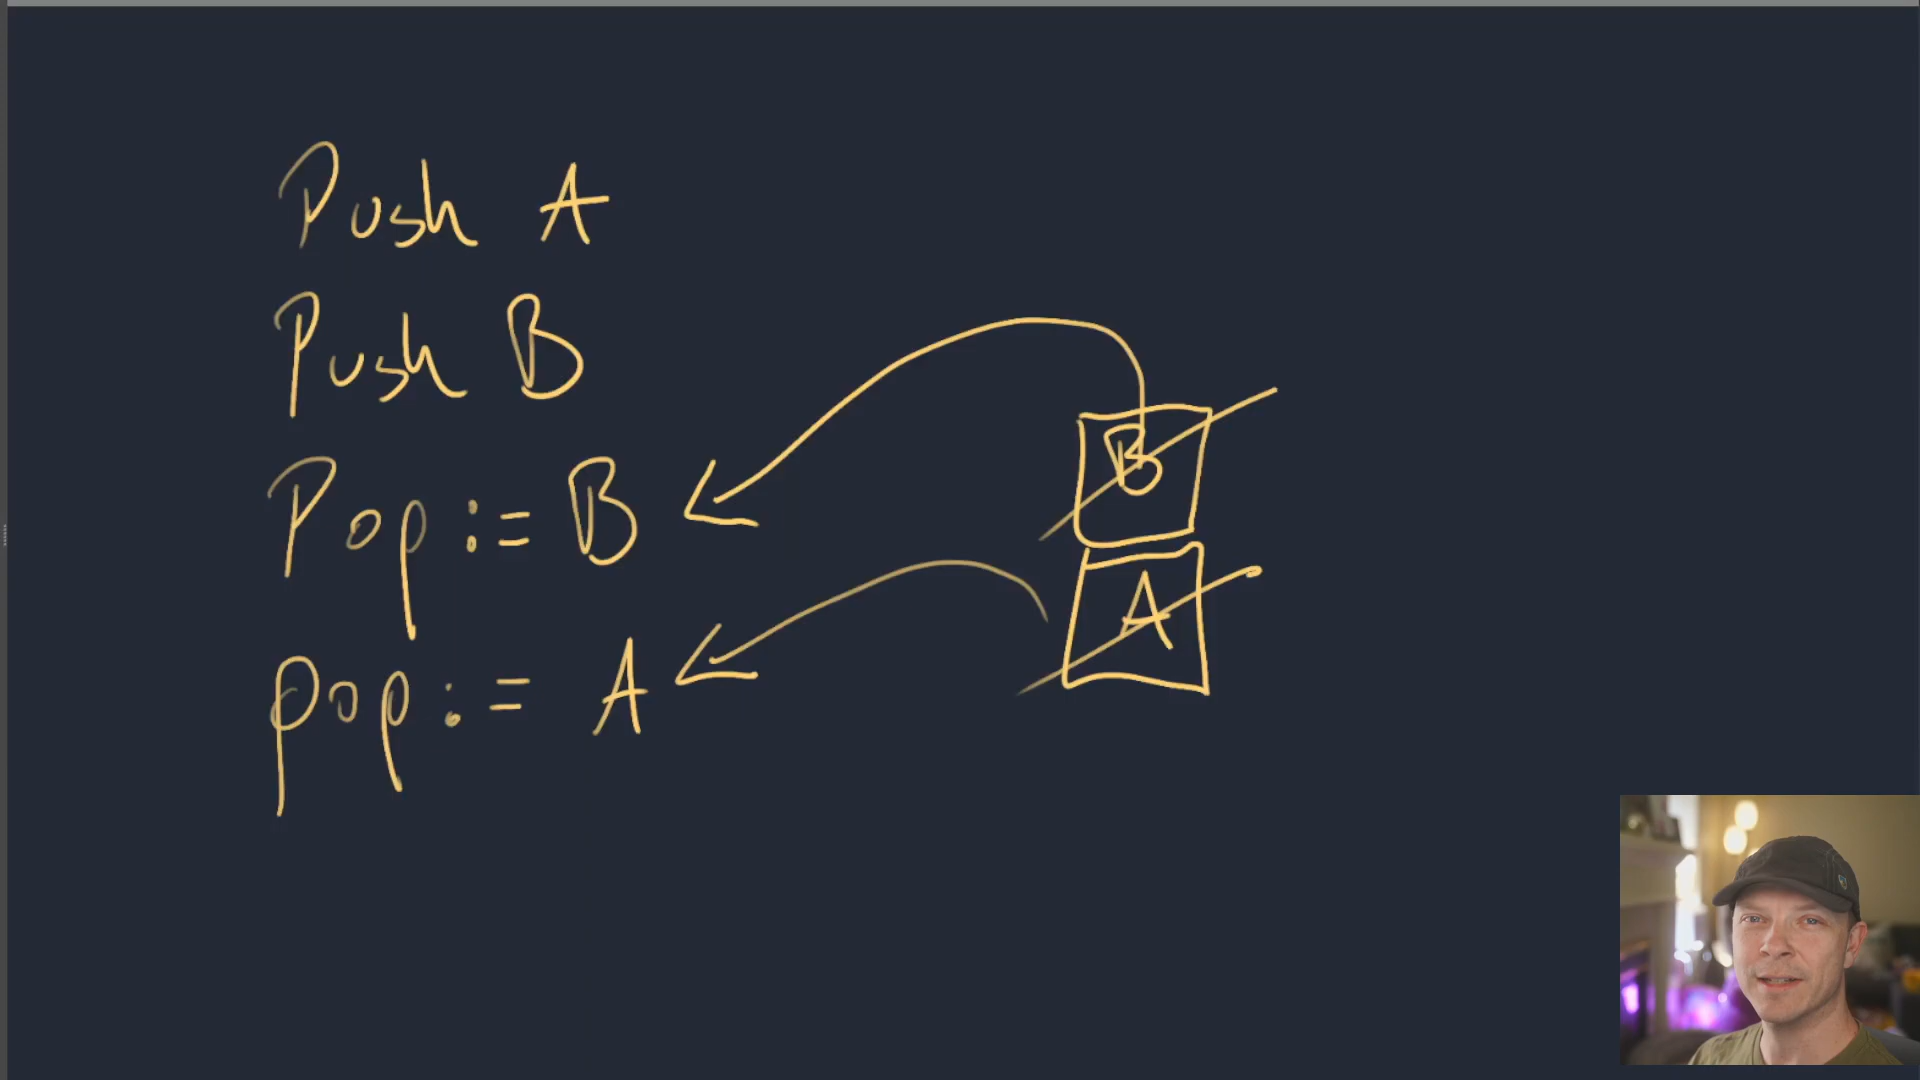 Push A
Push B
Pop := B
pop := A
B
A